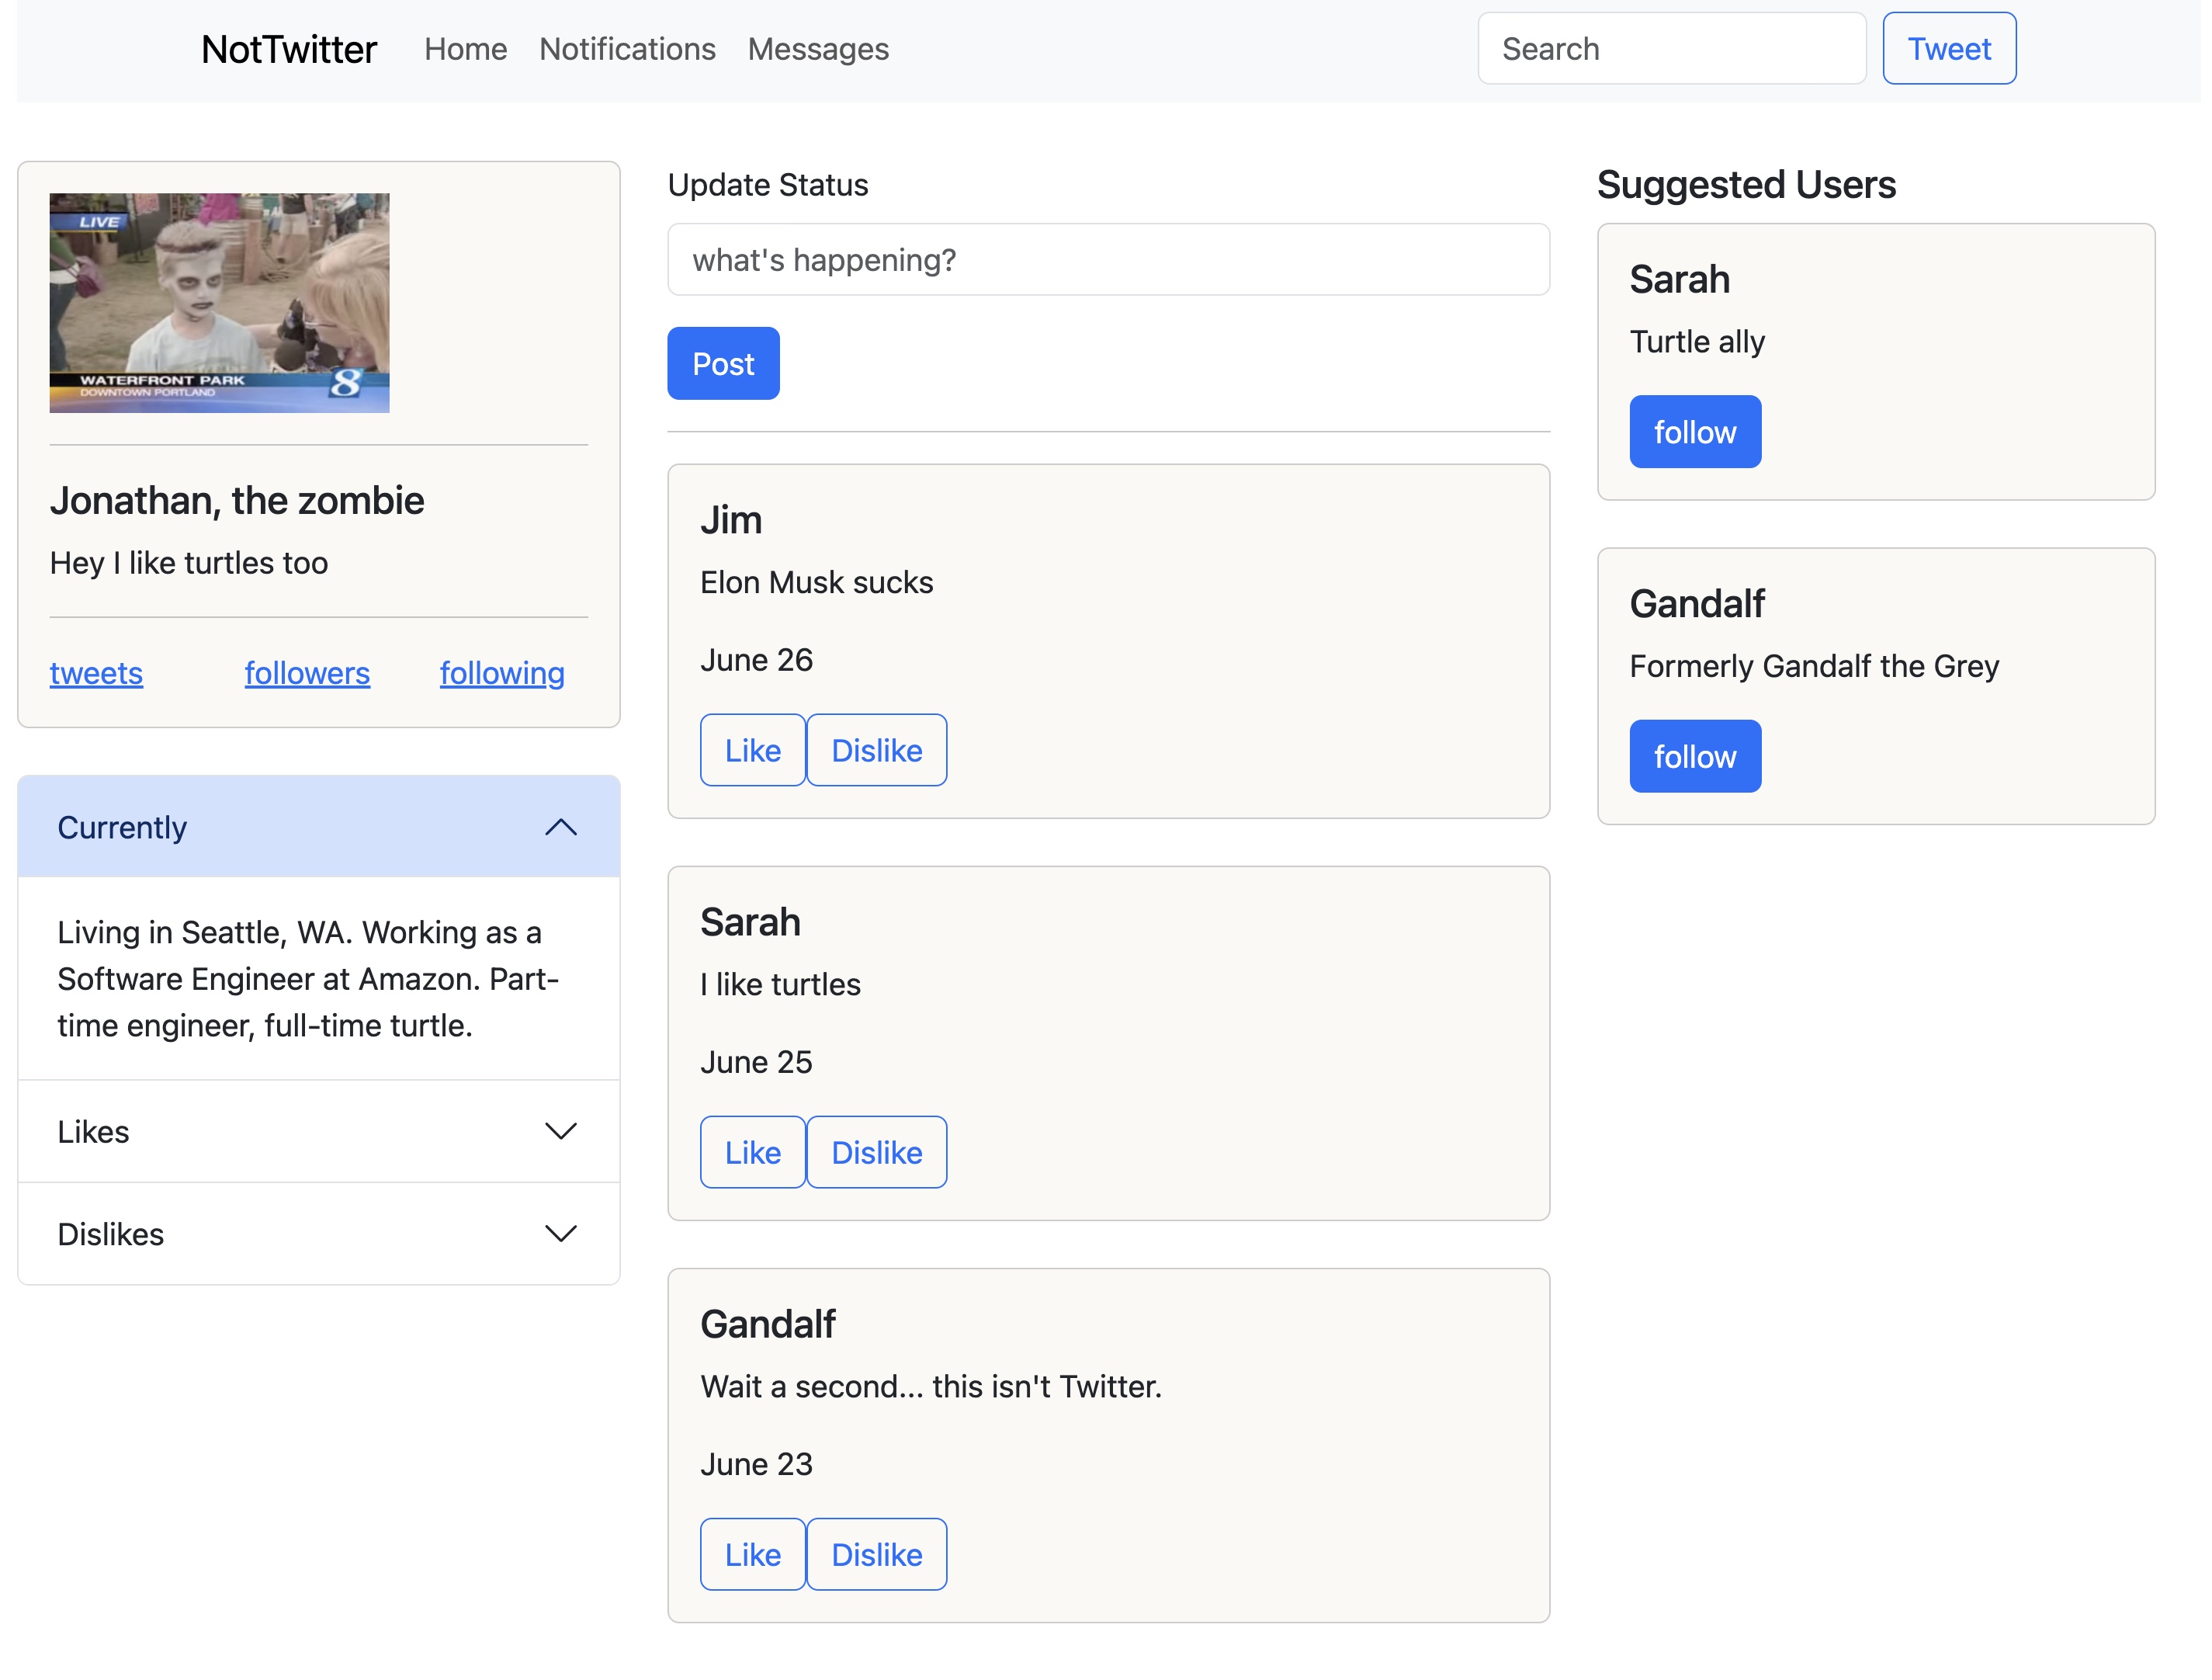 NotTwitter Home Notifications Messages Search Tweet
LIVE
WATERFRONT PARK
DOWNTOWN PORTLAND
8
Jonathan, the zombie
Hey I like turtles too
tweets followers following
Currently
Living in Seattle, WA. Working as a
Software Engineer at Amazon. Part-
time engineer, full-time turtle.
Likes
Dislikes
Update Status
what's happening?
Post
Jim
Elon Musk sucks
June 26
Like Dislike
Sarah
I like turtles
June 25
Like Dislike
Gandalf
Wait a second... this isn't Twitter.
June 23
Like Dislike
Suggested Users
Sarah
Turtle ally
follow
Gandalf
Formerly Gandalf the Grey
follow